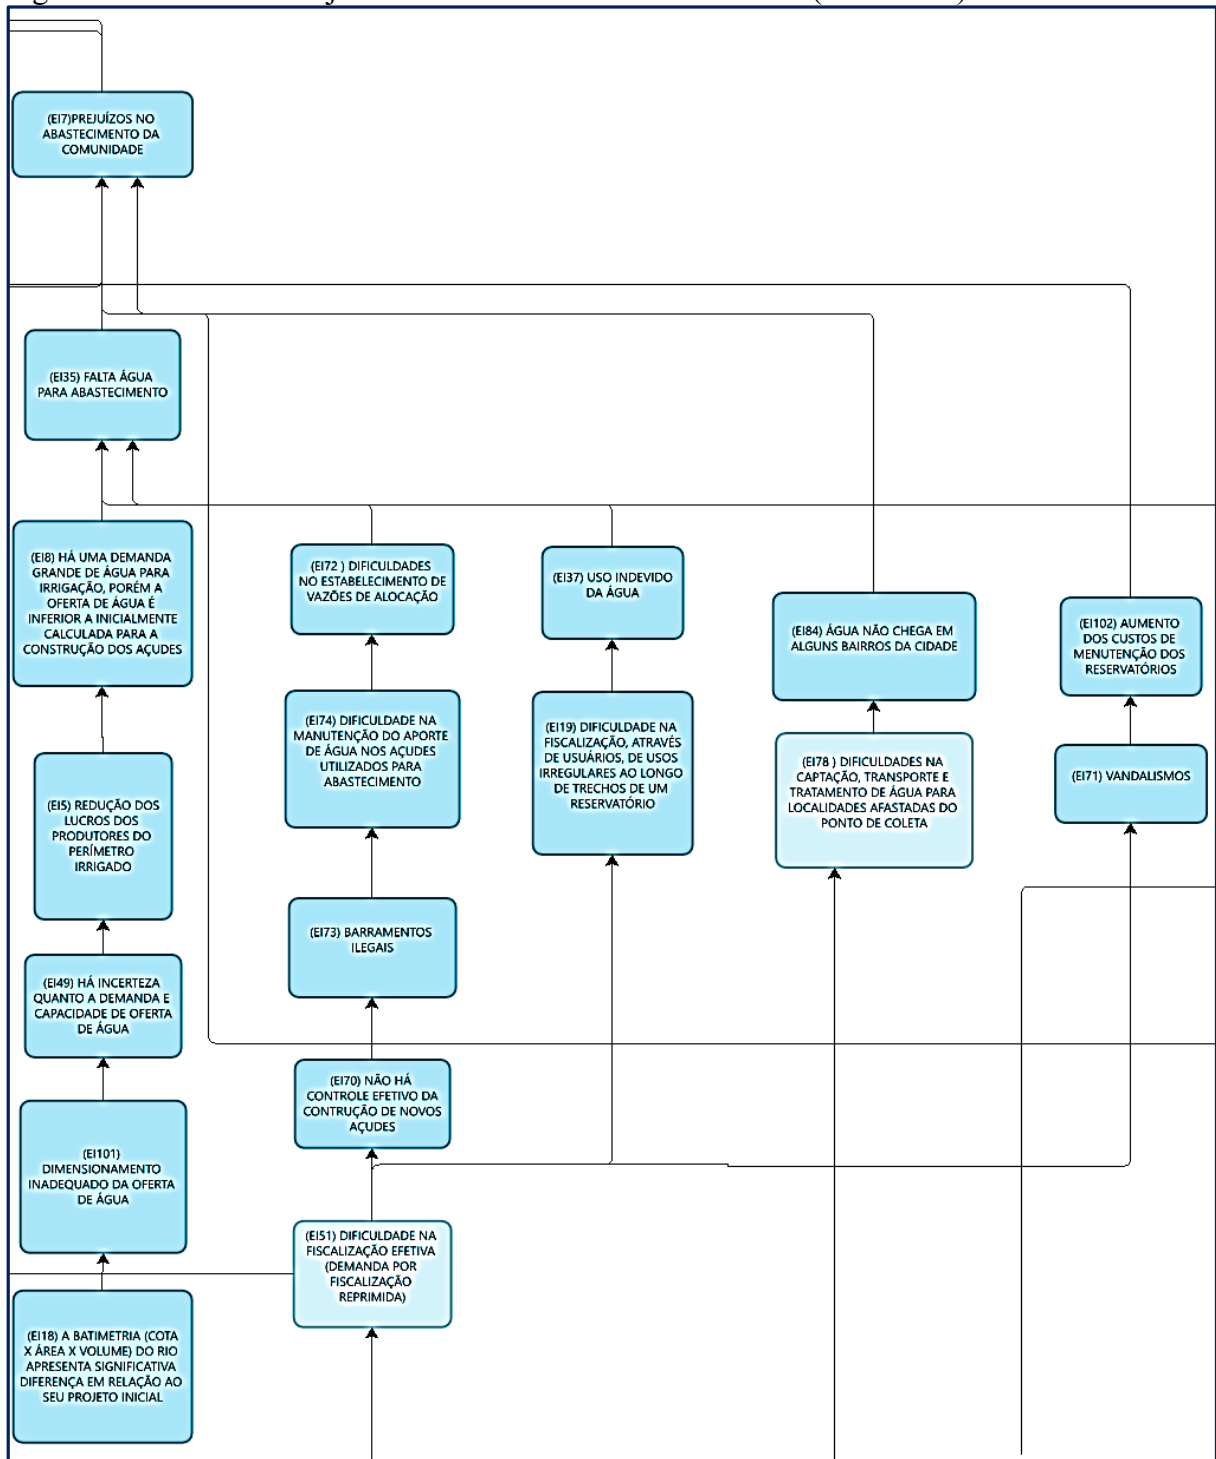 (EI7)PREJUÍZOS NO
ABASTECIMENTO DA
COMUNIDADE
(EI35) FALTA ÁGUA
PARA ABASTECIMENTO
(EI8) HÁ UMA DEMANDA
GRANDE DE ÁGUA PARA
IRRIGAÇÃO, PORÉM A
OFERTA DE ÁGUA É
INFERIOR A INICIALMENTE
CALCULADA PARA A
CONSTRUÇÃO DOS AÇUDES
(EI72 ) DIFICULDADES
NO ESTABELECIMENTO DE
VAZÕES DE ALOCAÇÃO
(EI37) USO INDEVIDO
DA ÁGUA
(EI84) ÁGUA NÃO CHEGA EM
ALGUNS BAIRROS DA CIDADE
(EI102) AUMENTO
DOS CUSTOS DE
MENUTENÇÃO DOS
RESERVATÓRIOS
(EI74) DIFICULDADE NA
MANUTENÇÃO DO APORTE
DE ÁGUA NOS AÇUDES
UTILIZADOS PARA
ABASTECIMENTO
(EI19) DIFICULDADE NA
FISCALIZAÇÃO, ATRAVÉS
DE USUÁRIOS, DE USOS
IRREGULARES AO LONGO
DE TRECHOS DE UM
RESERVATÓRIO
(EI78 ) DIFICULDADES NA
CAPTAÇÃO, TRANSPORTE E
TRATAMENTO DE ÁGUA PARA
LOCALIDADES AFASTADAS DO
PONTO DE COLETA
(EI71) VANDALISMOS
(EI5) REDUÇÃO DOS
LUCROS DOS
PRODUTORES DO
PERÍMETRO
IRRIGADO
(EI73) BARRAMENTOS
ILEGAIS
(EI49) HÁ INCERTEZA
QUANTO A DEMANDA E
CAPACIDADE DE OFERTA
DE ÁGUA
(EI70) NÃO HÁ
CONTROLE EFETIVO DA
CONTRUÇÃO DE NOVOS
AÇUDES
(EI101)
DIMENSIONAMENTO
INADEQUADO DA OFERTA
DE ÁGUA
(EI51) DIFICULDADE NA
FISCALIZAÇÃO EFETIVA
(DEMANDA POR
FISCALIZAÇÃO
REPRIMIDA)
(EI18) A BATIMETRIA (COTA
X ÁREA X VOLUME) DO RIO
APRESENTA SIGNIFICATIVA
DIFERENÇA EM RELAÇÃO AO
SEU PROJETO INICIAL